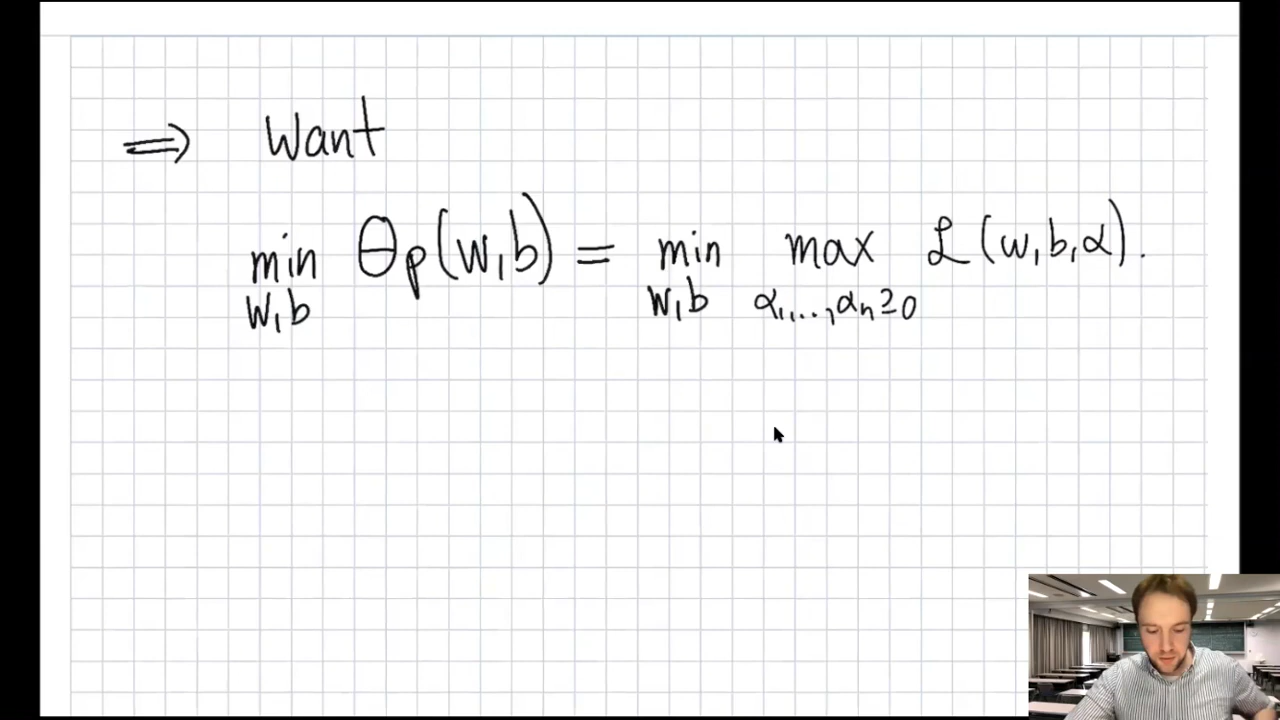 ⟹ Want
min θp(w,b) = min max ℒ(w,b,α).
w,b w,b α₁,...,αn≥0